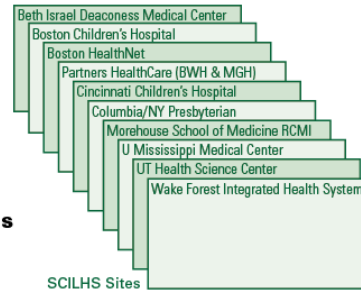 Beth Israel Deaconess Medical Center
Boston Children's Hospital
Boston HealthNet
Partners HealthCare (BWH & MGH)
Cincinnati Children's Hospital
Columbia/NY Presbyterian
Morehouse School of Medicine RCMI
U Mississippi Medical Center
UT Health Science Center
Wake Forest Integrated Health System
s
SCILHS Sites